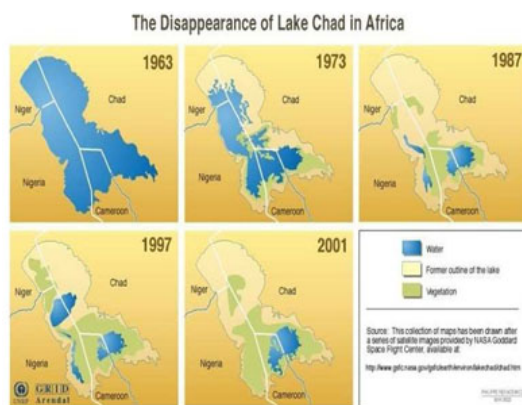 The Disappearance of Lake Chad in Africa
1963
Niger
Chad
Nigeria
Cameroon
1973
Niger
Chad
Nigeria
Cameroon
1987
Niger
Chad
Nigeria
Cameroon
1997
Niger
Chad
Nigeria
Cameroon
UNEP
GRID
Arendal
2001
Niger
Chad
Nigeria
Cameroon
Water
Former outline of the lake
Vegetation
Source: This collection of maps has been drawn after
a series of satellite images provided by NASA Goddard
Space Flight Center, available at: